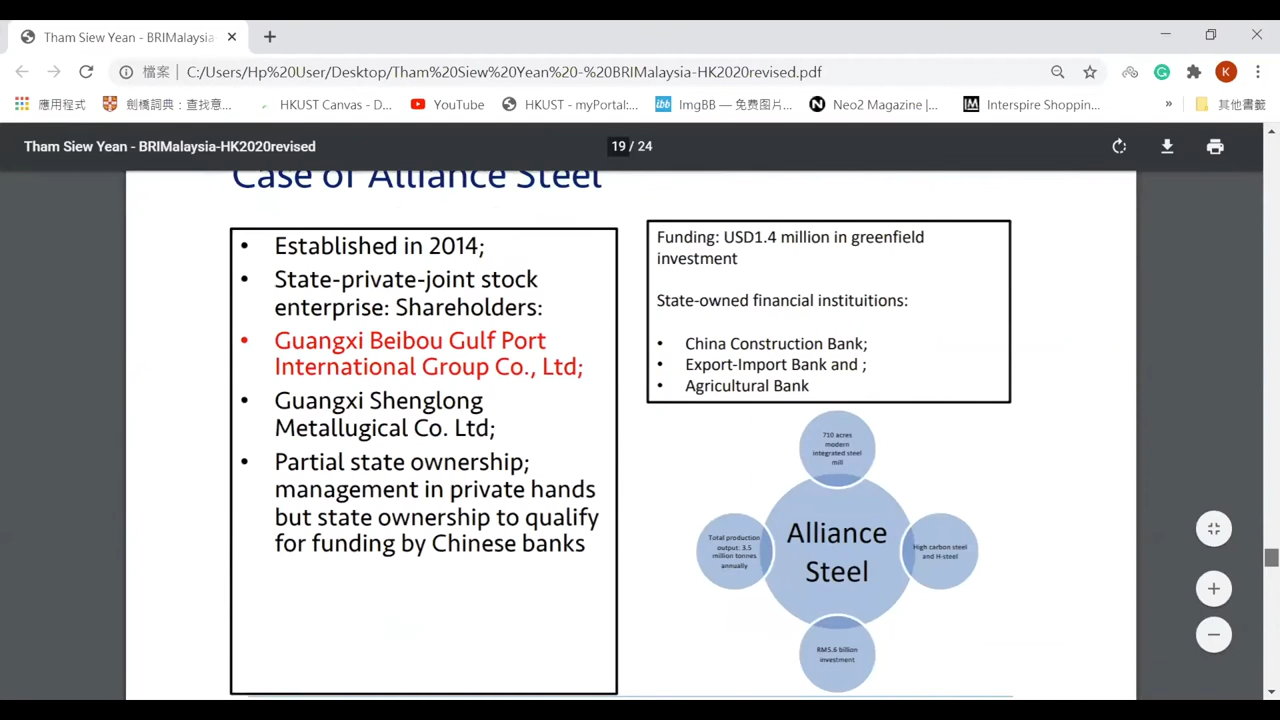 Tham Siew Yean - BRIMalaysia-
檔案
C:/Users/Hp%20User/Desktop/Tham%20Siew%20Yean%20-%20BRIMalaysia-HK2020revised.pdf
K
應用程式
劍橋詞典：查找意...
HKUST Canvas - D...
YouTube
HKUST - myPortal:...
ImgBB — 免费图片...
Neo2 Magazine |...
Interspire Shoppin...
»
其他書籤
Tham Siew Yean - BRIMalaysia-HK2020revised
19 / 24
Case of Alliance Steel
• Established in 2014;
• State-private-joint stock
enterprise: Shareholders:
• Guangxi Beibou Gulf Port
International Group Co., Ltd;
• Guangxi Shenglong
Metallugical Co. Ltd;
• Partial state ownership;
management in private hands
but state ownership to qualify
for funding by Chinese banks
Funding: USD1.4 million in greenfield
investment
State-owned financial instituitions:
• China Construction Bank;
• Export-Import Bank and ;
• Agricultural Bank
710 acres
modern
integrated steel
mill
Total production
output: 3.5
million tonnes
annually
Alliance
Steel
High carbon steel
and H-steel
RM5.6 billion
investment